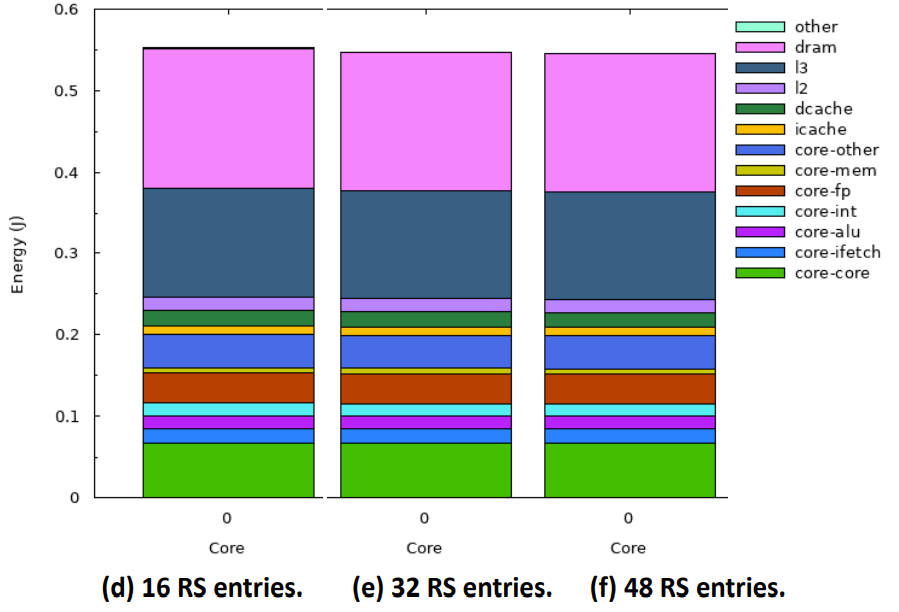 0.6
0.5
0.4
0.3
0.2
0.1
0
Energy (J)
0
Core
0
Core
0
Core
other
dram
l3
l2
dcache
icache
core-other
core-mem
core-fp
core-int
core-alu
core-ifetch
core-core
(d) 16 RS entries.
(e) 32 RS entries.
(f) 48 RS entries.